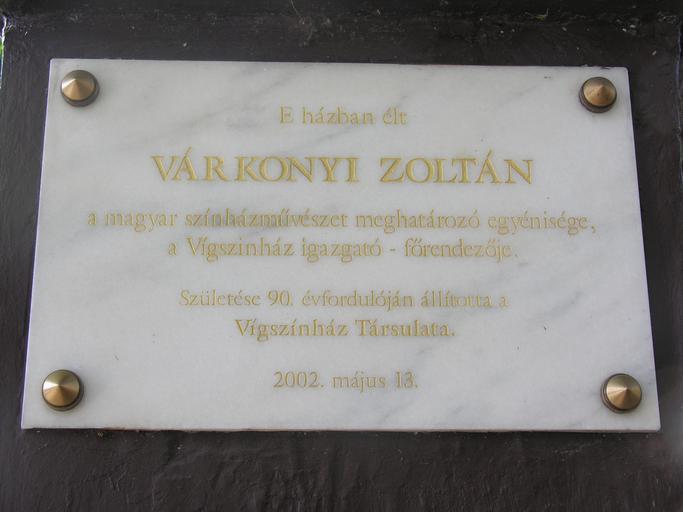 E házban élt
VÁRKONYI ZOLTÁN
a magyar színházművészet meghatározó egyénisége,
a Vígszinház igazgató - főrendezője.
Születése 90. évfordulóján állította a
Vígszínház Társulata.
2002. május 13.